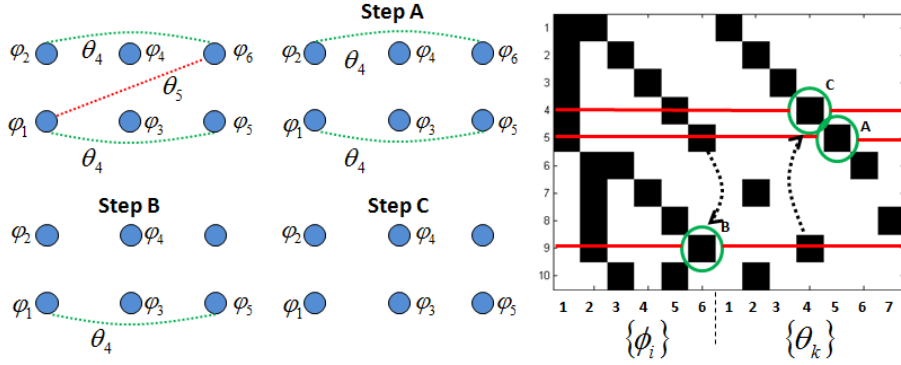 φ2 θ4 φ4 φ6
θ5
φ1 φ3 φ5
θ4
Step A
φ2 θ4 φ4 φ6
φ1 φ3 φ5
θ4
Step B
φ2 φ4
φ1 φ3 φ5
θ4
Step C
φ2 φ4
φ1 φ3 φ5
1
2
3
C
4
A
5
6
7
B
8
9
10
1 2 3 4 5 6 1 2 3 4 5 6 7
{ϕi} {θk}